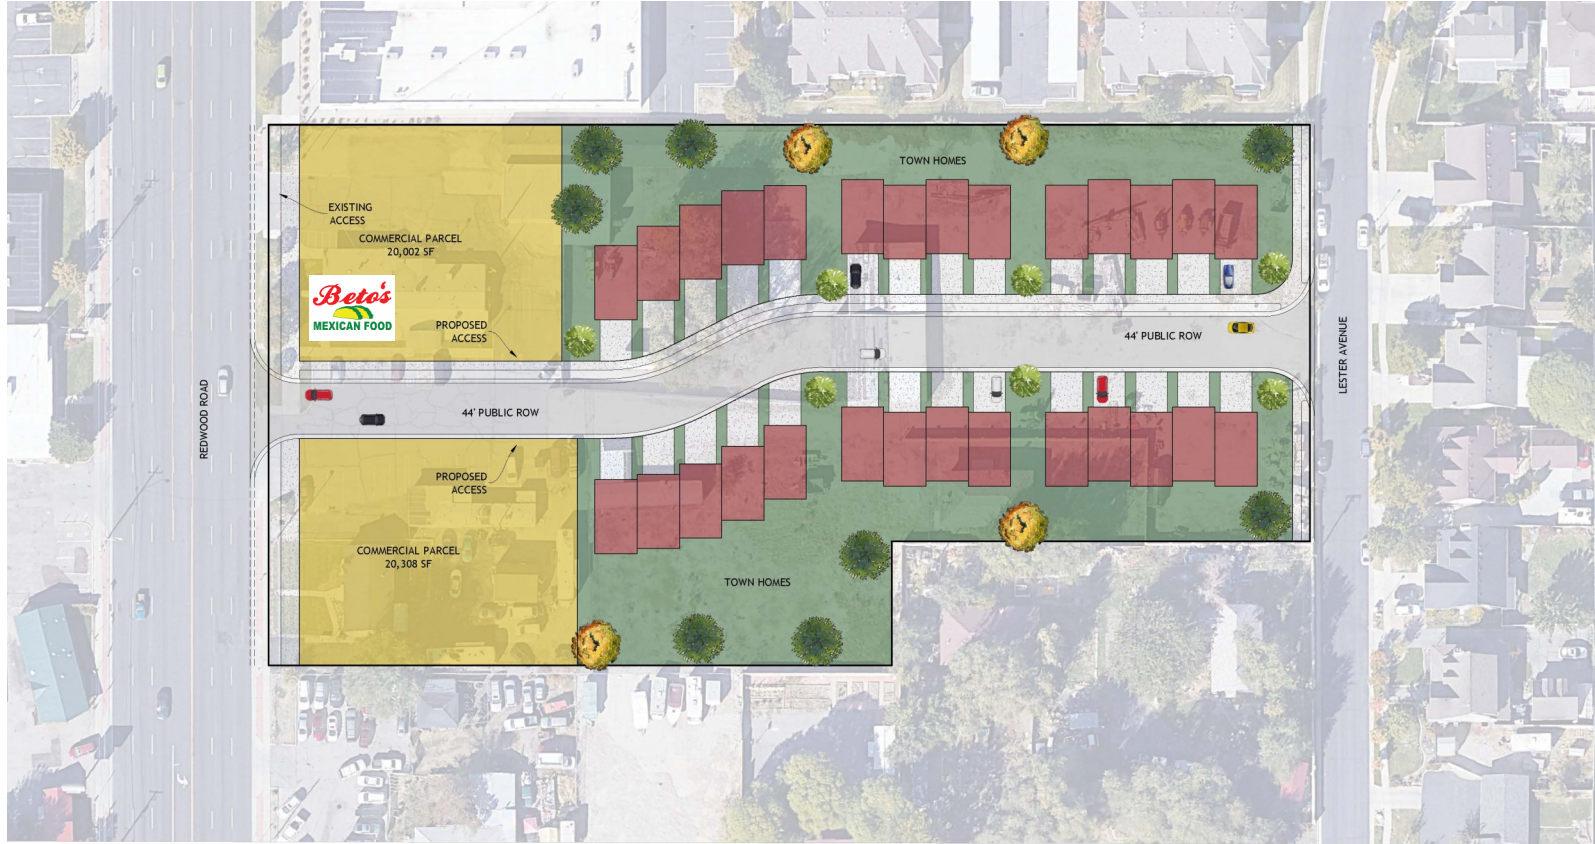 TOWN HOMES
EXISTING
ACCESS
COMMERCIAL PARCEL
20,002 SF
Beto's
MEXICAN FOOD
PROPOSED
ACCESS
44' PUBLIC ROW
LESTER AVENUE
REDWOOD ROAD
44' PUBLIC ROW
PROPOSED
ACCESS
COMMERCIAL PARCEL
20,308 SF
TOWN HOMES